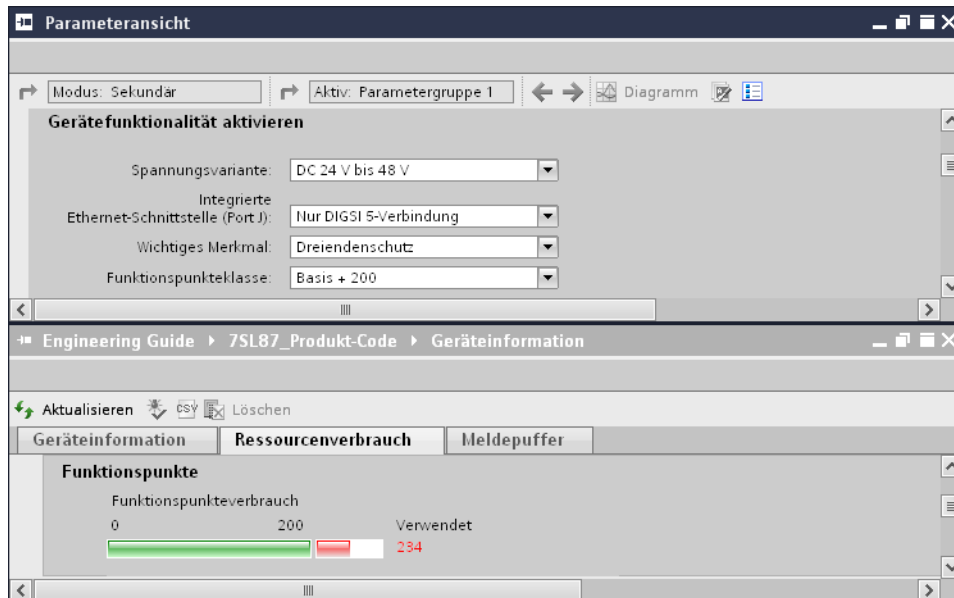 Parameteransicht
Modus: Sekundär
Aktiv: Parametergruppe 1
Diagramm
Gerätefunktionalität aktivieren
Spannungsvariante: DC 24 V bis 48 V
Integrierte
Ethernet-Schnittstelle (Port J): Nur DIGSI 5-Verbindung
Wichtiges Merkmal: Dreiendenschutz
Funktionspunkteklasse: Basis + 200
Engineering Guide 7SL87_Produkt-Code Geräteinformation
Aktualisieren CSV Löschen
Geräteinformation Ressourcenverbrauch Meldepuffer
Funktionspunkte
Funktionspunkteverbrauch
0 200 Verwendet
234